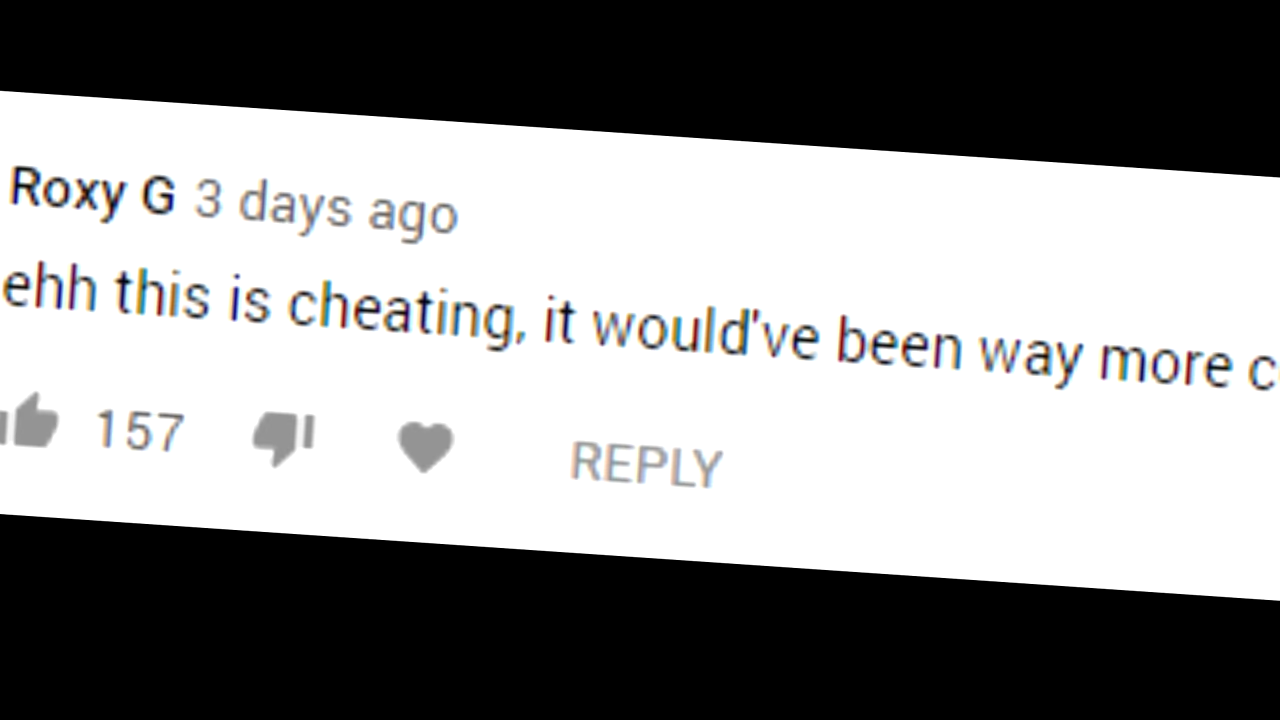 Roxy G 3 days ago
ehh this is cheating, it would've been way more
157
REPLY